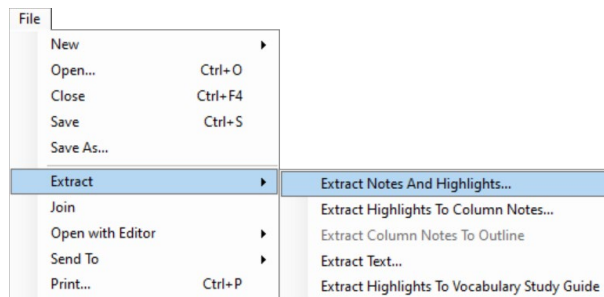 File
New
Open... Ctrl+O
Close Ctrl+F4
Save Ctrl+S
Save As...
Extract Extract Notes And Highlights...
Join Extract Highlights To Column Notes...
Open with Editor Extract Column Notes To Outline
Send To Extract Text...
Print... Ctrl+P Extract Highlights To Vocabulary Study Guide